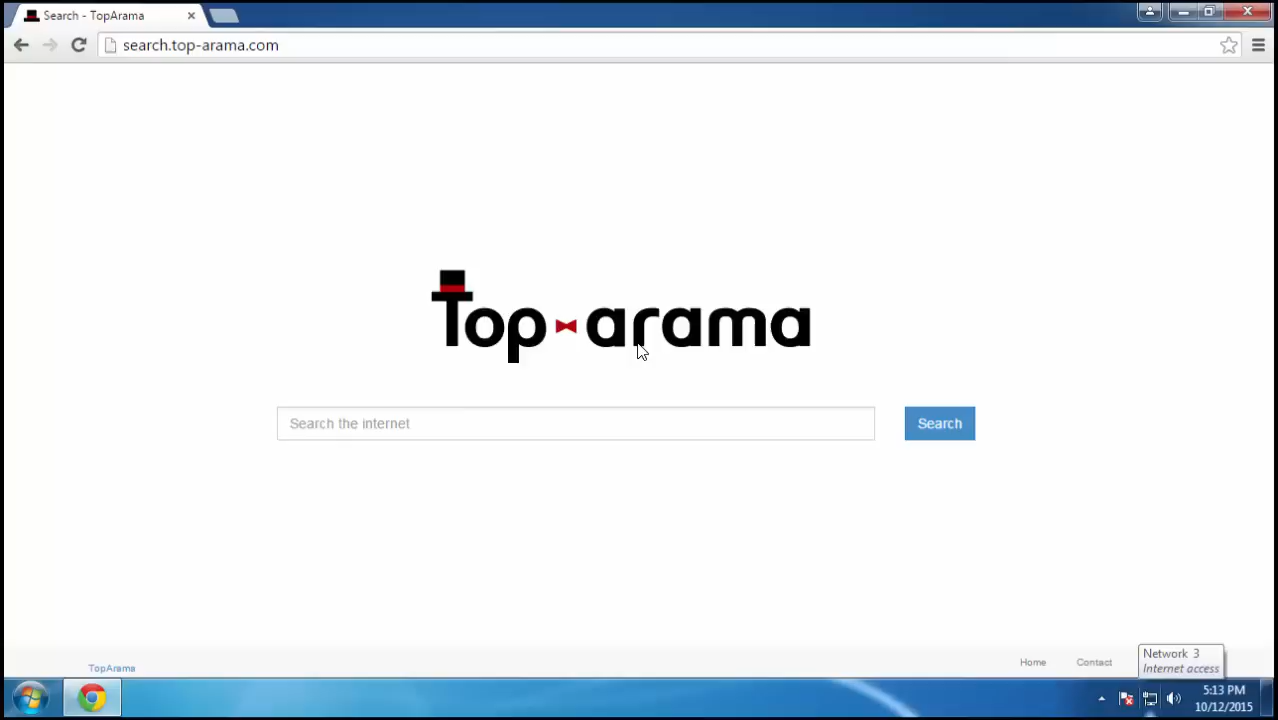 Search - TopArama
search.top-arama.com
Top-arama
Search the internet
Search
TopArama
Home
Contact
Network 3
Internet access
5:13 PM
10/12/2015